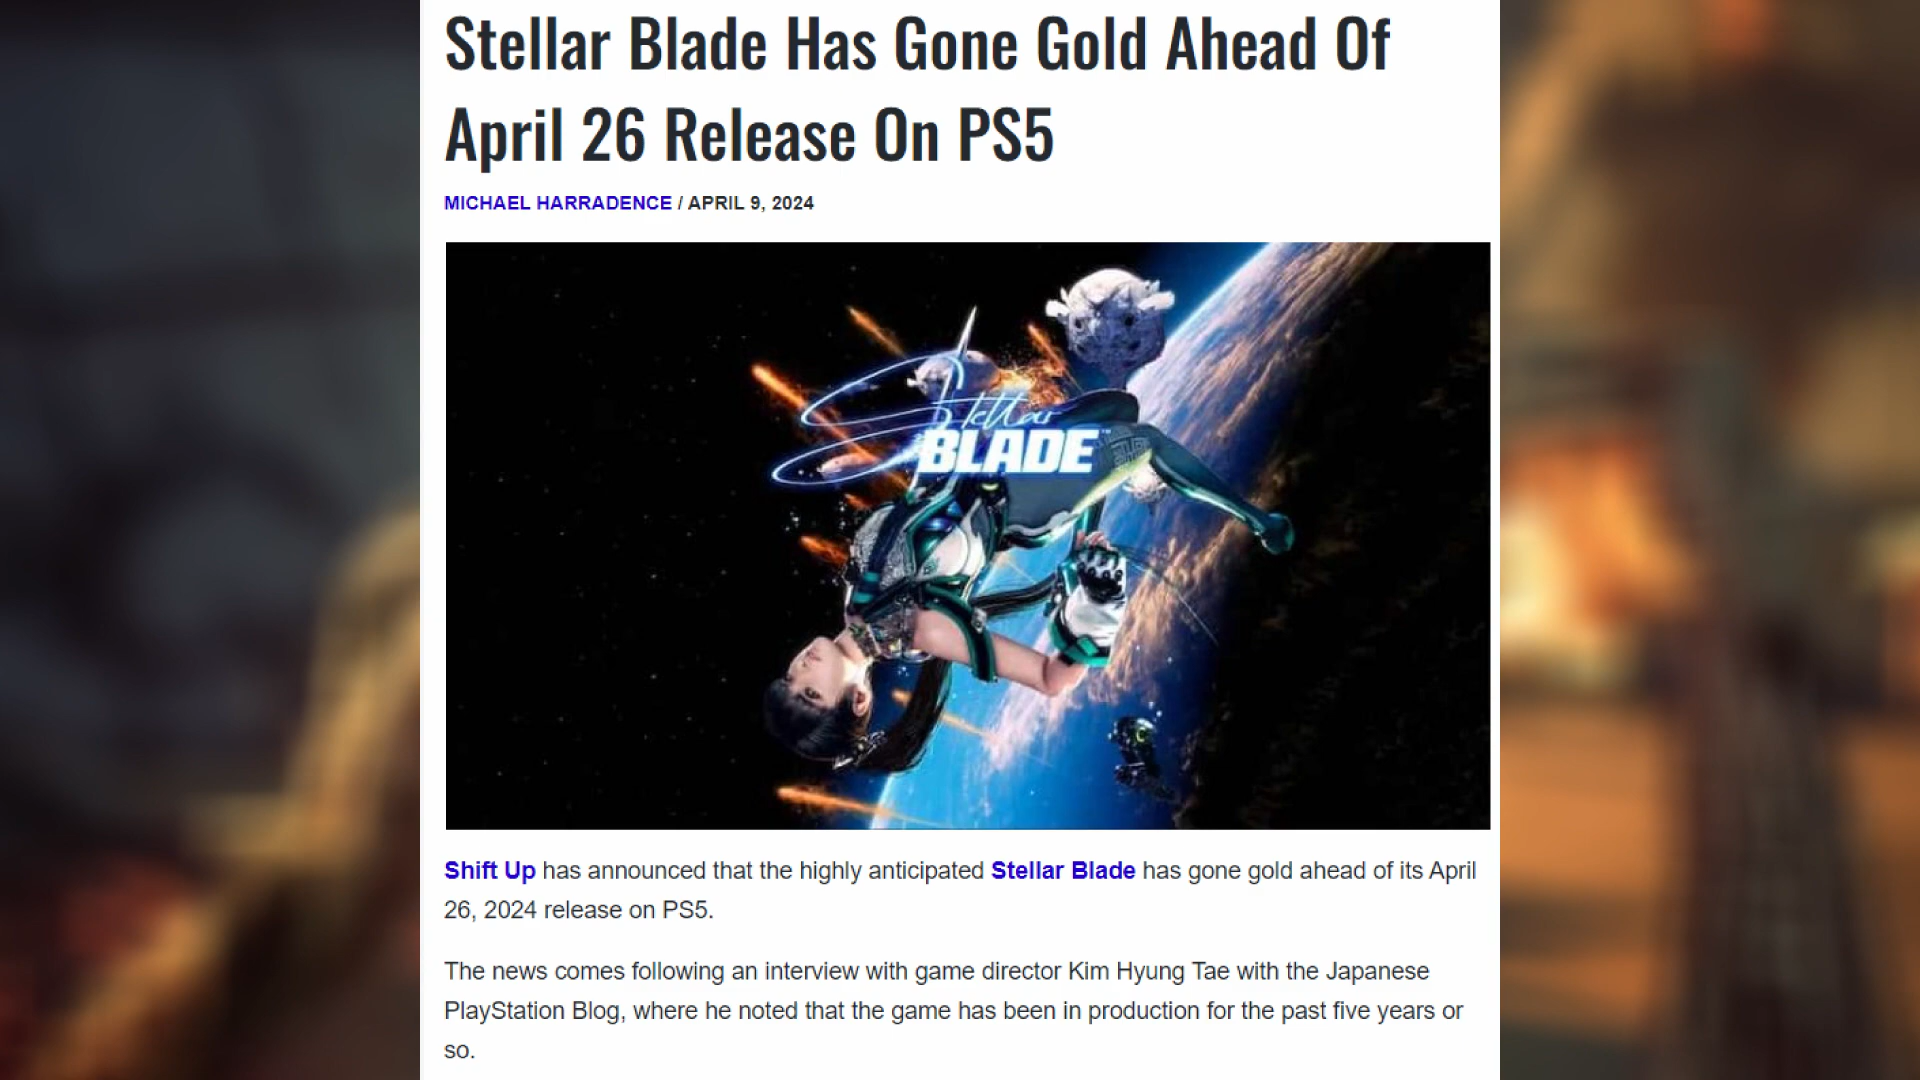 Stellar Blade Has Gone Gold Ahead Of
April 26 Release On PS5
MICHAEL HARRADENCE / APRIL 9, 2024
Stellar
BLADE™
Shift Up has announced that the highly anticipated Stellar Blade has gone gold ahead of its April
26, 2024 release on PS5.
The news comes following an interview with game director Kim Hyung Tae with the Japanese
PlayStation Blog, where he noted that the game has been in production for the past five years or
so.